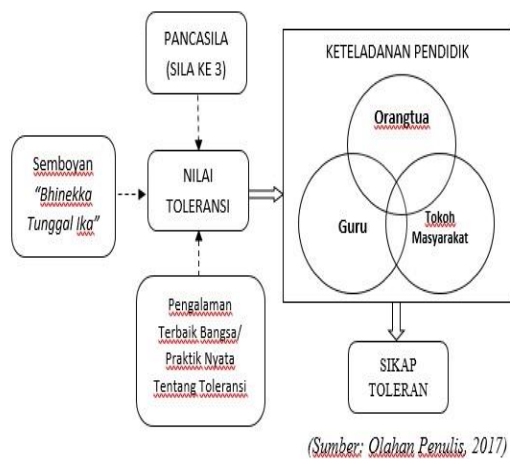 PANCASILA
(SILA KE 3)
KETELADANAN PENDIDIK
Orangtua
Guru
Tokoh
Masyarakat
Semboyan
"Bhinekka
Tunggal Ika"
NILAI
TOLERANSI
Pengalaman
Terbaik Bangsa/
Praktik Nyata
Tentang Toleransi
SIKAP
TOLERAN
(Sumber: Olahan Penulis, 2017)